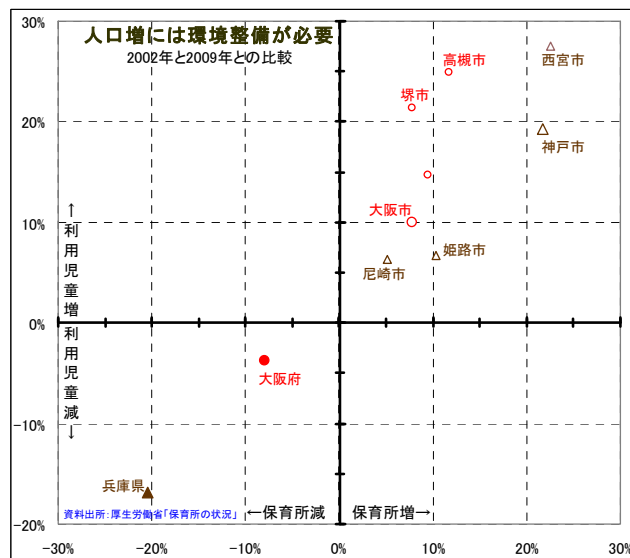 人口増には環境整備が必要
2002年と2009年との比較
30%
20%
10%
0%
-10%
-20%
高槻市
西宮市
堺市
神戸市
大阪市
姫路市
尼崎市
↑利用児童増
利用児童減↓
大阪府
兵庫県
資料出所:厚生労働省「保育所の状況」
←保育所減
保育所増→
-30%
-20%
-10%
0%
10%
20%
30%